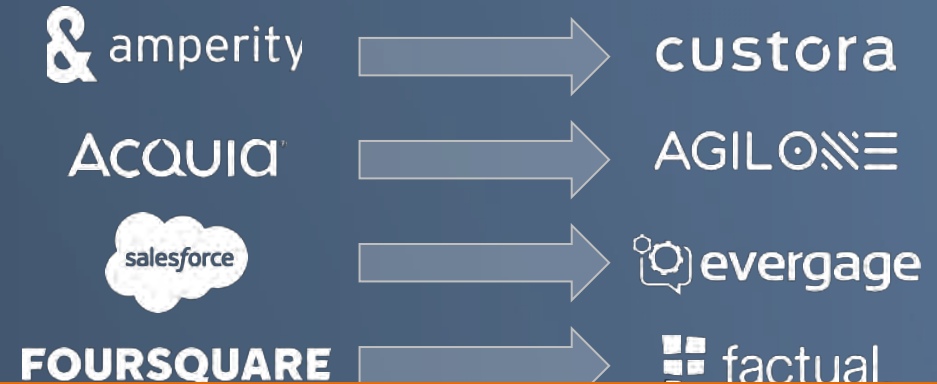 & amperity
custora
ACQUIA
AGILONE
salesforce
evergage
FOURSQUARE
factual